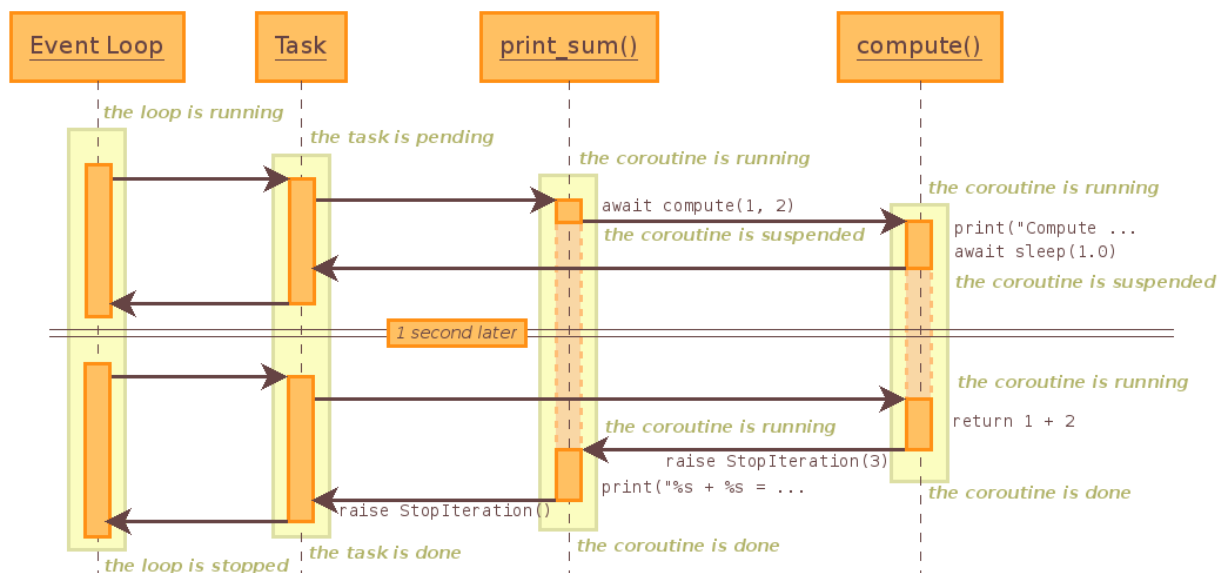 Event Loop
Task
print_sum()
compute()
the loop is running
the task is pending
the coroutine is running
the coroutine is running
await compute(1, 2)
print("Compute ...
the coroutine is suspended
await sleep(1.0)
the coroutine is suspended
1 second later
the coroutine is running
return 1 + 2
the coroutine is running
raise StopIteration(3)
print("%s + %s = ...
the coroutine is done
raise StopIteration()
the coroutine is done
the task is done
the loop is stopped